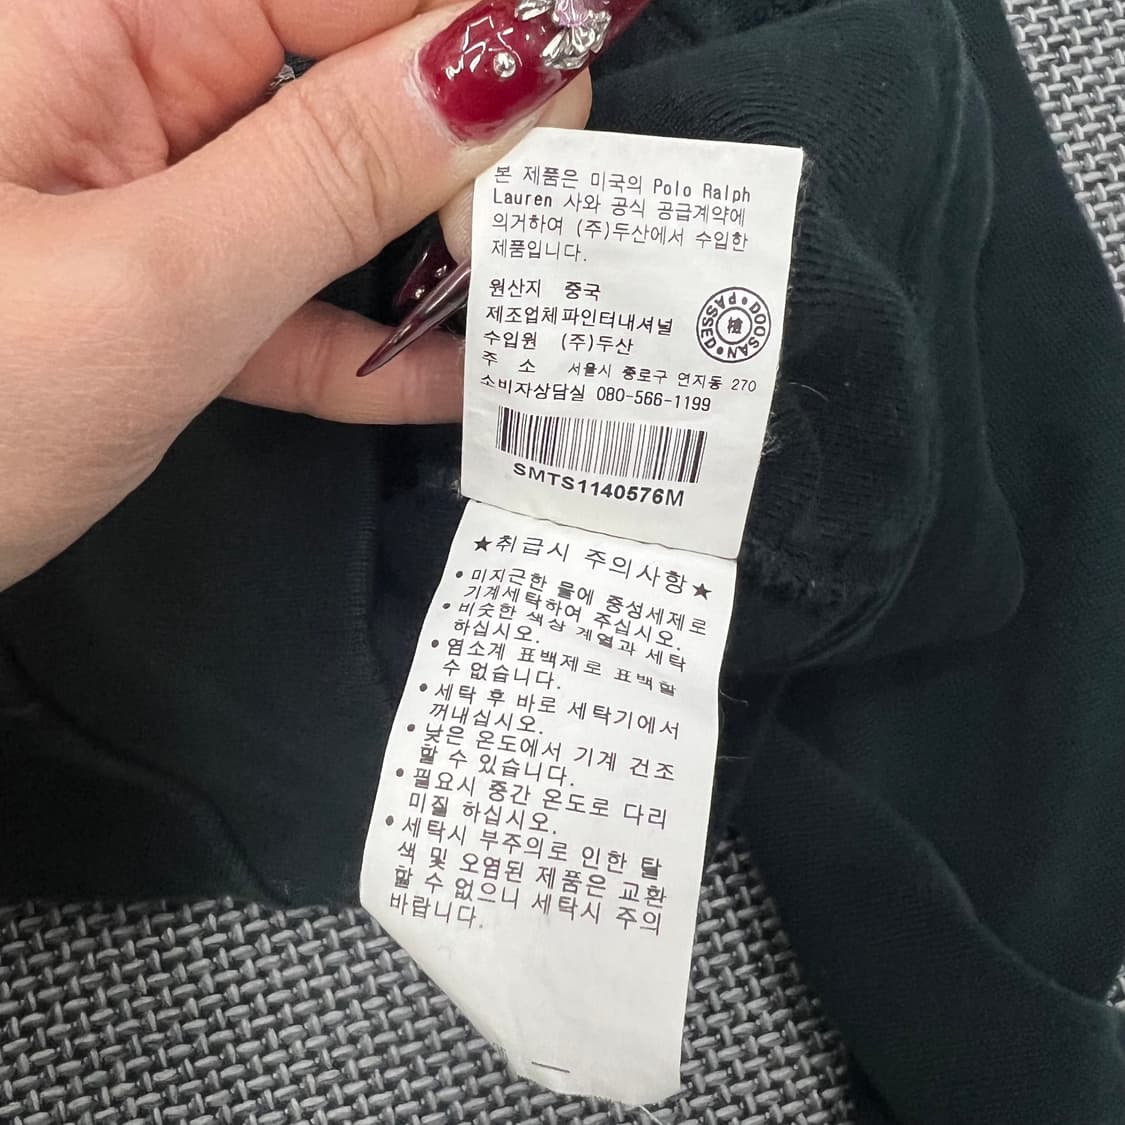 본 제품은 미국의 Polo Ralph
Lauren 사와 공식 공급계약에
의거하여 (주)두산에서 수입한
제품입니다.
원산지 중국
제조업체 파인터내셔널
수입원 (주)두산
주 소 서울시 종로구 연지동 270
소비자상담실 080-566-1199
DOOSAN PASSED
檢
SMTS1140576M
★취급시 주의사항★
• 미지근한 물에 중성세제로
기계세탁하여 주십시오.
• 비슷한 색상 계열과 세탁
하십시오.
• 염소계 표백제로 표백할
수 없습니다.
• 세탁 후 바로 세탁기에서
꺼내십시오.
• 낮은 온도에서 기계 건조
할 수 있습니다.
• 필요시 중간 온도로 다리
미질 하십시오.
• 세탁시 부주의로 인한 탈
색 및 오염된 제품은 교환
할 수 없으니 세탁시 주의
바랍니다.